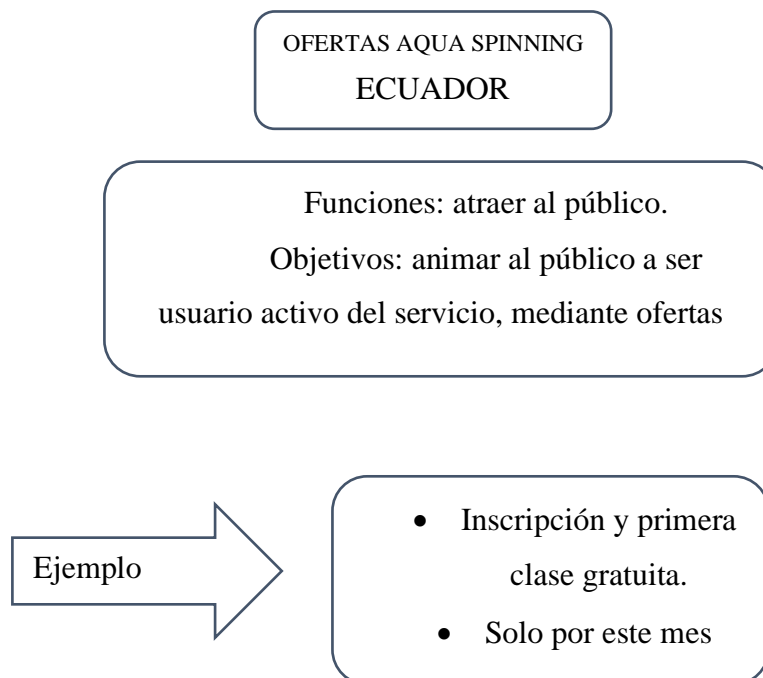 OFERTAS AQUA SPINNING
ECUADOR
Funciones: atraer al público.
Objetivos: animar al público a ser
usuario activo del servicio, mediante ofertas
Ejemplo
• Inscripción y primera
clase gratuita.
• Solo por este mes